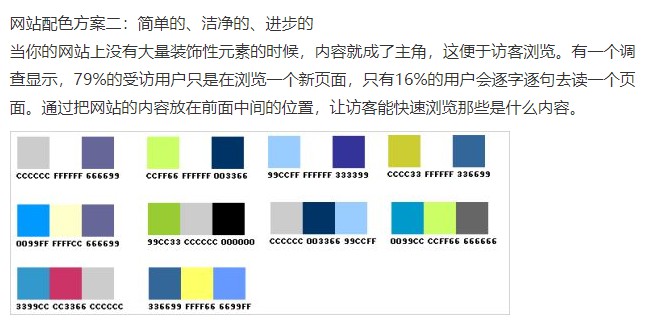 网站配色方案二：简单的、洁净的、进步的
当你的网站上没有大量装饰性元素的时候，内容就成了主角，这便于访客浏览。有一个调
查显示，79%的受访用户只是在浏览一个新页面，只有16%的用户会逐字逐句去读一个页
面。通过把网站的内容放在前面中间的位置，让访客能快速浏览那些是什么内容。
CCCCCC FFFFFF 666699 CCFF66 FFFFFF 003366 99CCFF FFFFFF 333399 CCCC33 FFFFFF 336699
0099FF FFFFCC 666699 99CC33 CCCCCC 000000 CCCCCC 003366 99CCFF 0099CC CCFF66 666666
3399CC CC3366 CCCCCC 336699 FFFF66 6699FF